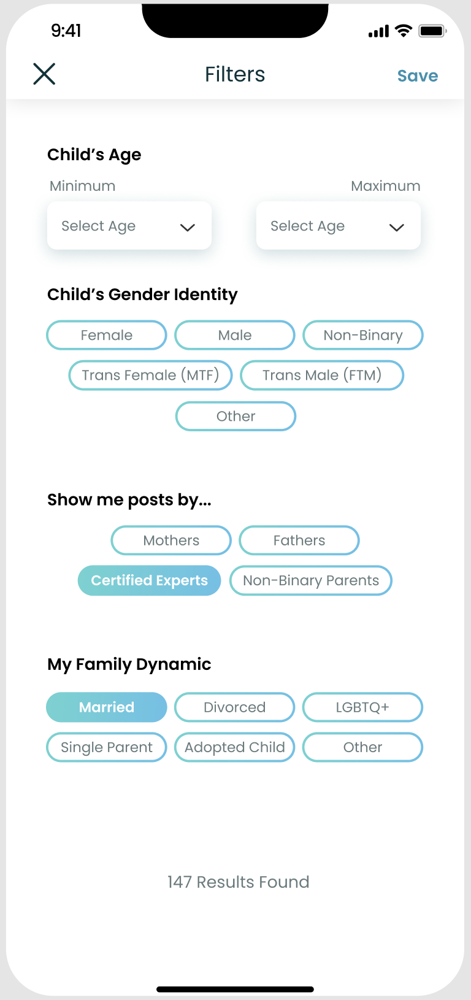 9:41
Filters
Save
Child’s Age
Minimum Maximum
Select Age Select Age
Child’s Gender Identity
Female Male Non-Binary
Trans Female (MTF) Trans Male (FTM)
Other
Show me posts by...
Mothers Fathers
Certified Experts Non-Binary Parents
My Family Dynamic
Married Divorced LGBTQ+
Single Parent Adopted Child Other
147 Results Found